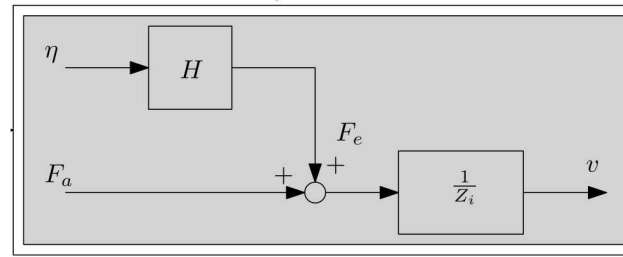 η
H
F_e
+
F_a
+
1/Z_i
v